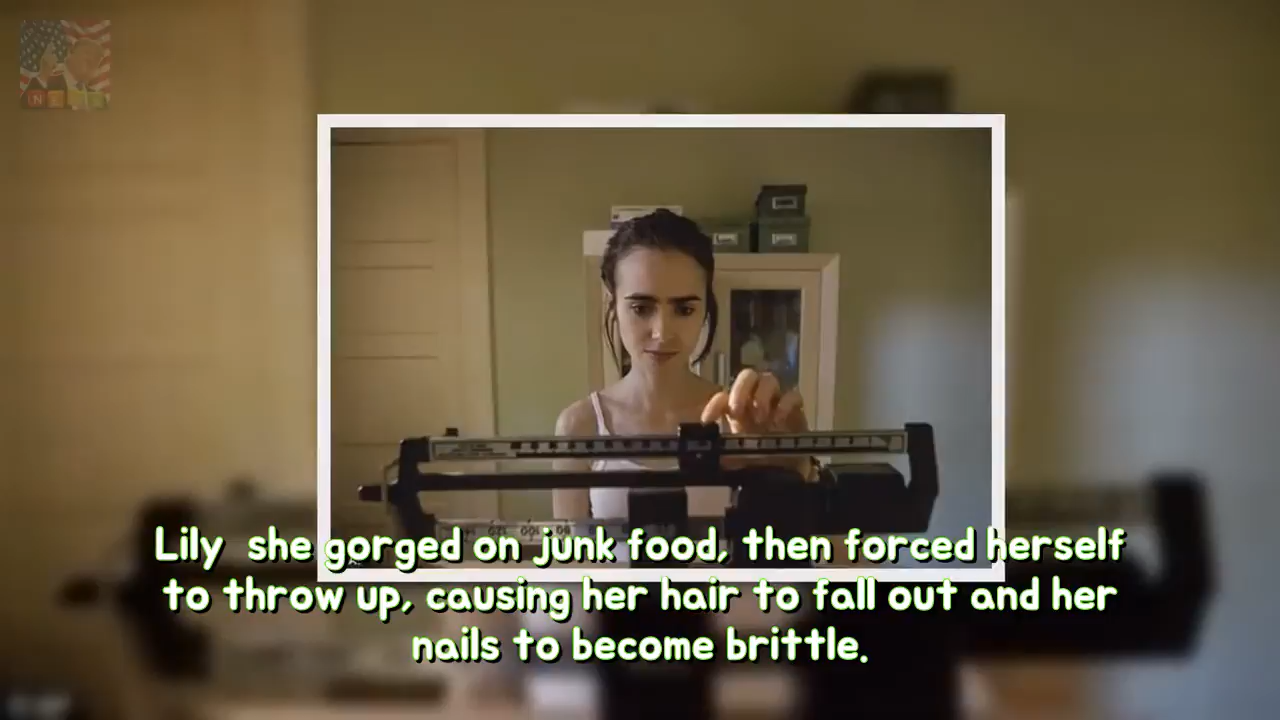 Lily she gorged on junk food, then forced herself
to throw up, causing her hair to fall out and her
nails to become brittle.